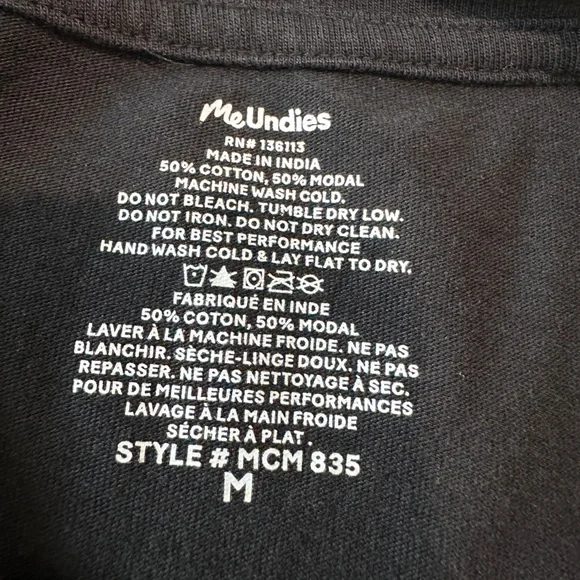 MeUndies
RN# 136113
MADE IN INDIA
50% COTTON, 50% MODAL
MACHINE WASH COLD.
DO NOT BLEACH. TUMBLE DRY LOW.
DO NOT IRON. DO NOT DRY CLEAN.
FOR BEST PERFORMANCE
HAND WASH COLD & LAY FLAT TO DRY.
FABRIQUÉ EN INDE
50% COTON, 50% MODAL
LAVER À LA MACHINE FROIDE. NE PAS
BLANCHIR. SÈCHE-LINGE DOUX. NE PAS
REPASSER. NE PAS NETTOYAGE À SEC.
POUR DE MEILLEURES PERFORMANCES
LAVAGE À LA MAIN FROIDE
SÉCHER À PLAT.
STYLE # MCM 835
M